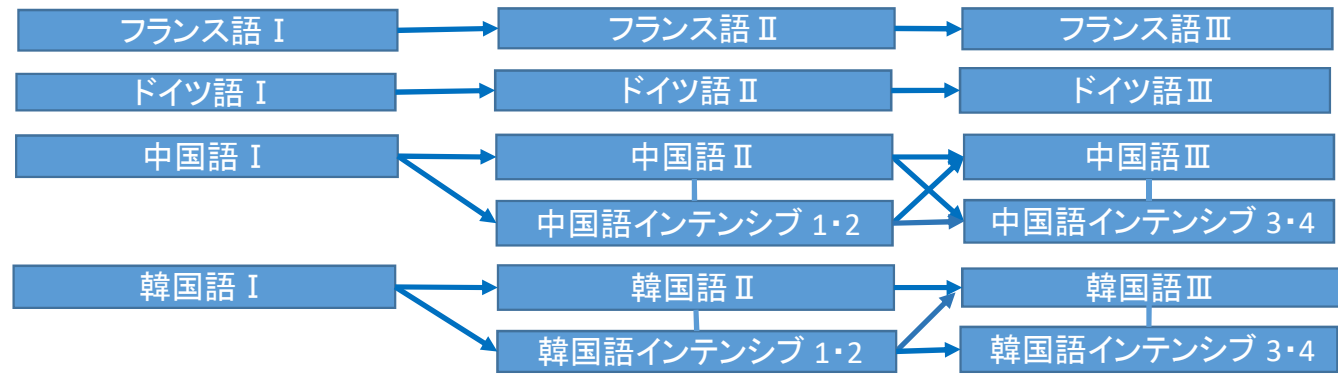 フランス語Ⅰ フランス語Ⅱ フランス語Ⅲ
ドイツ語Ⅰ ドイツ語Ⅱ ドイツ語Ⅲ
中国語Ⅰ 中国語Ⅱ 中国語Ⅲ
中国語インテンシブ 1・2 中国語インテンシブ 3・4
韓国語Ⅰ 韓国語Ⅱ 韓国語Ⅲ
韓国語インテンシブ 1・2 韓国語インテンシブ 3・4